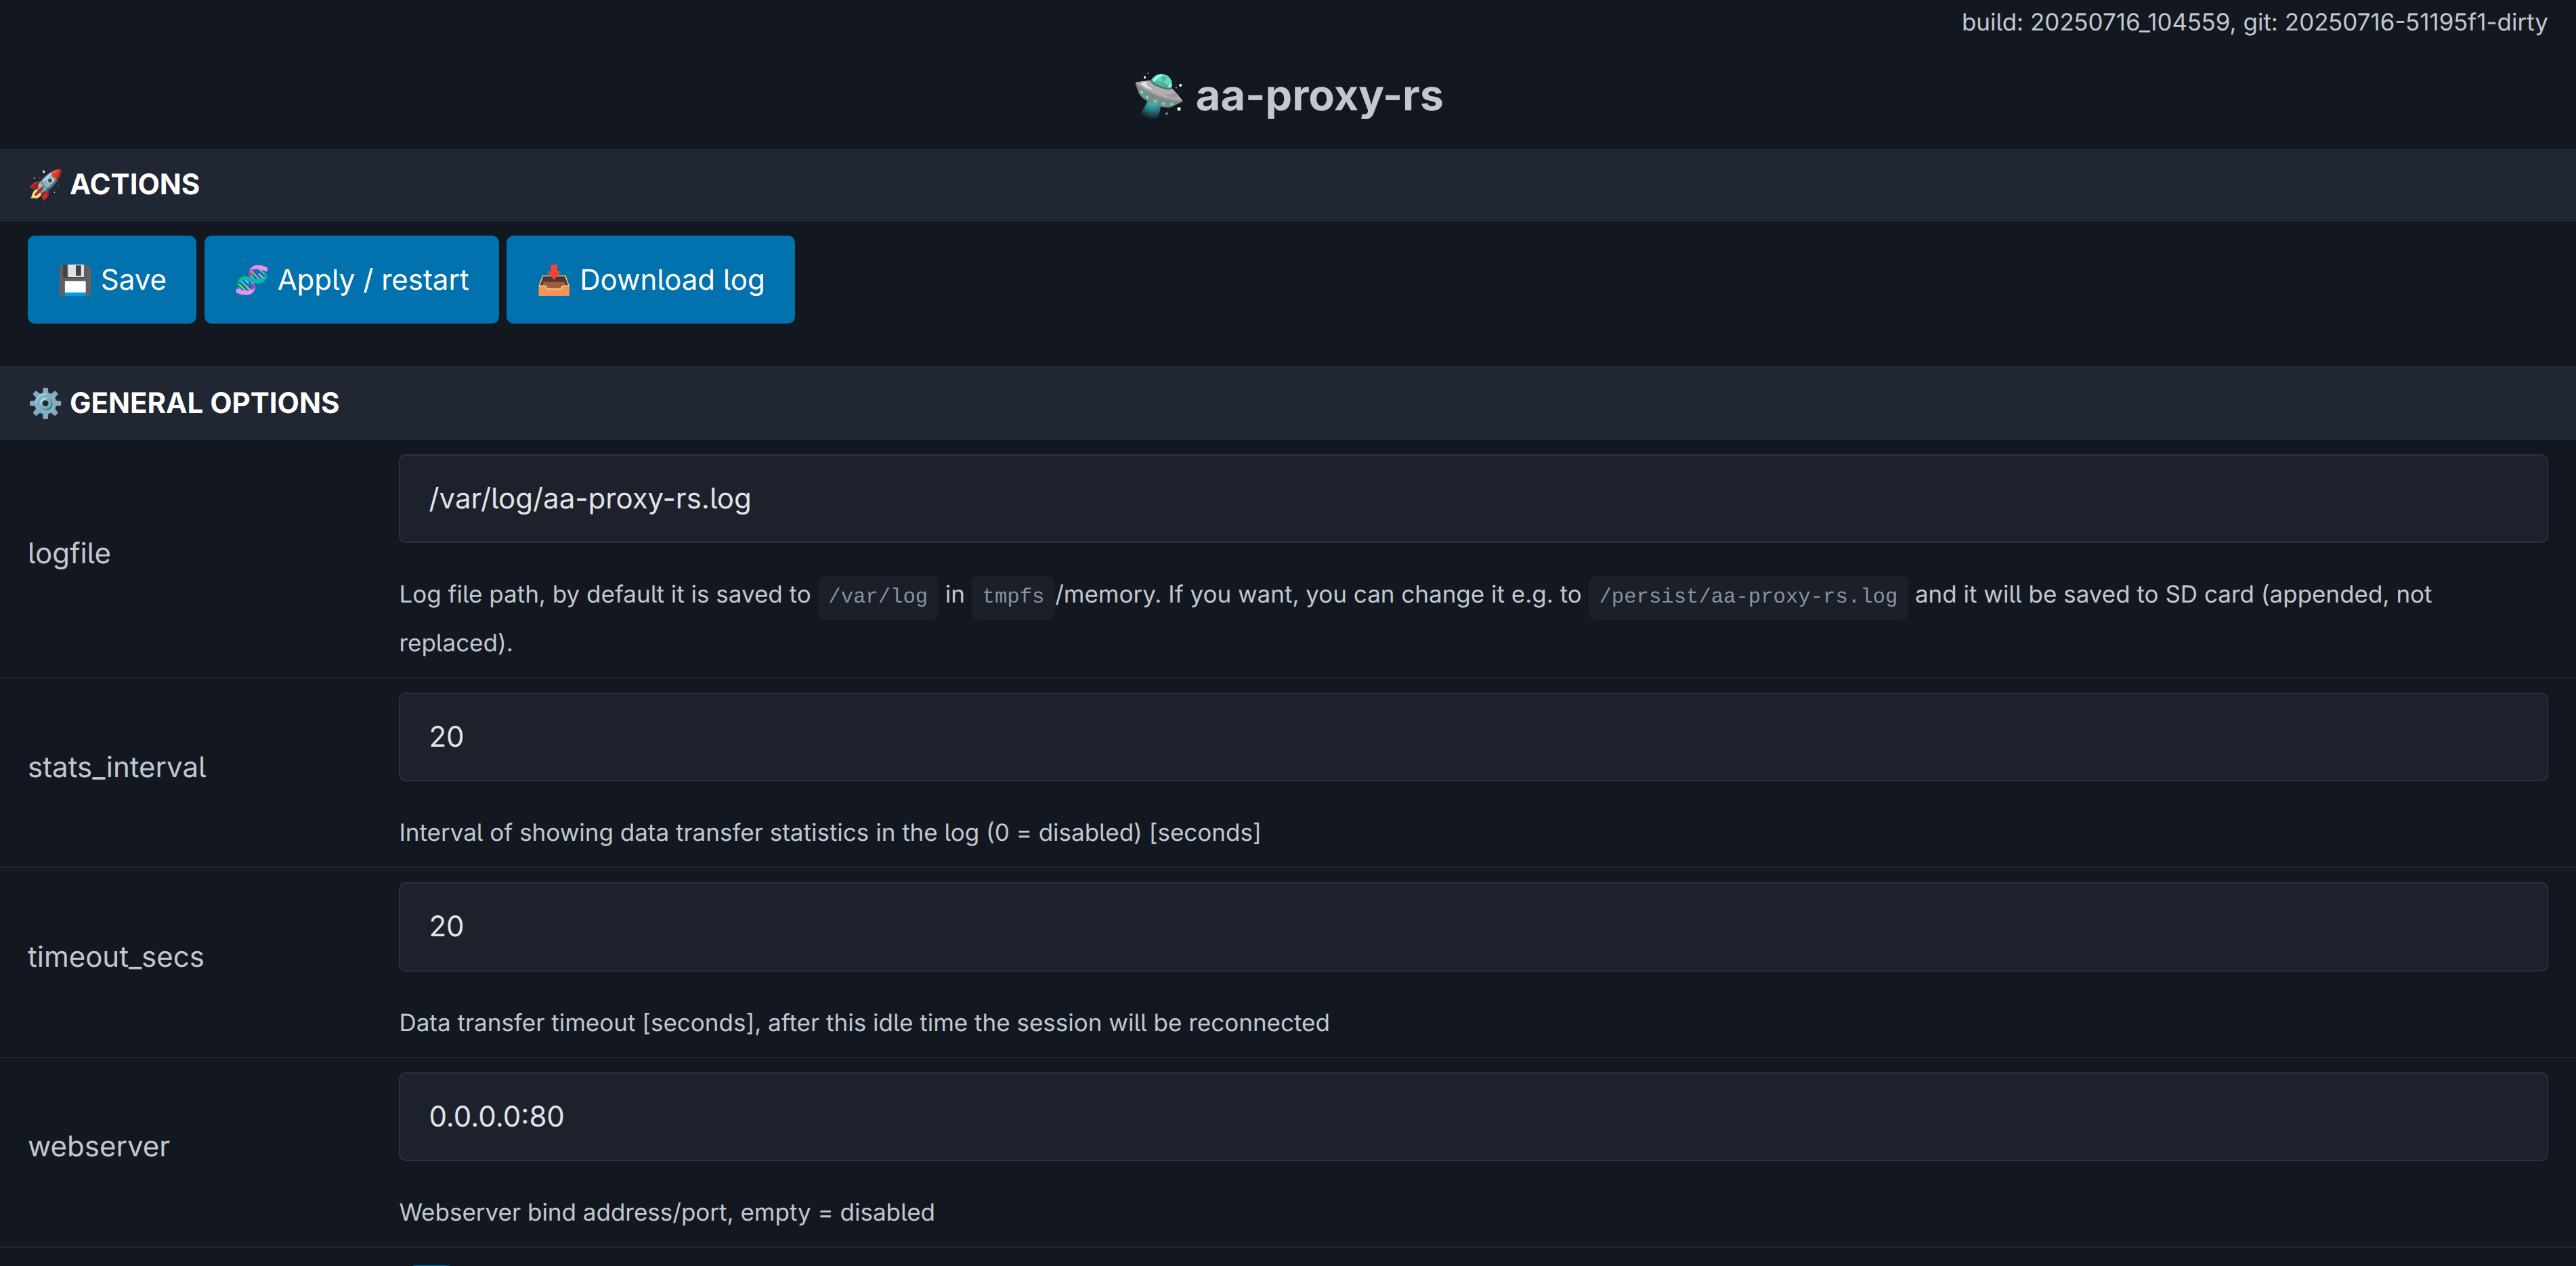 build: 20250716_104559, git: 20250716-51195f1-dirty
🛸 aa-proxy-rs
🚀 ACTIONS
💾 Save
🧬 Apply / restart
📥 Download log
⚙️ GENERAL OPTIONS
logfile
/var/log/aa-proxy-rs.log
Log file path, by default it is saved to /var/log in tmpfs/memory. If you want, you can change it e.g. to /persist/aa-proxy-rs.log and it will be saved to SD card (appended, not
replaced).
stats_interval
20
Interval of showing data transfer statistics in the log (0 = disabled) [seconds]
timeout_secs
20
Data transfer timeout [seconds], after this idle time the session will be reconnected
webserver
0.0.0.0:80
Webserver bind address/port, empty = disabled